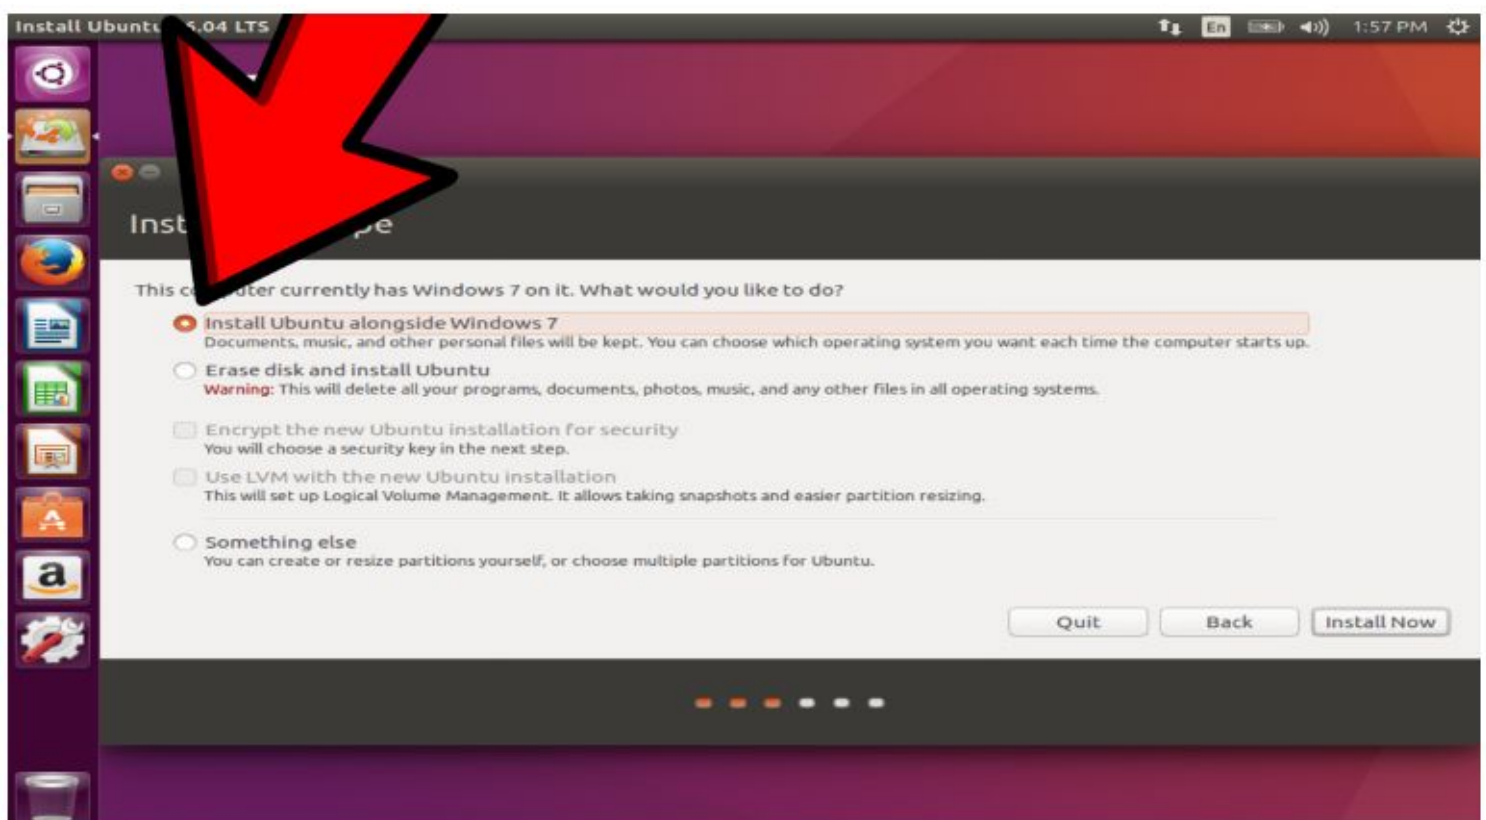 Install Ubuntu 6.04 LTS
En
1:57 PM
This computer currently has Windows 7 on it. What would you like to do?
Install Ubuntu alongside Windows 7
Documents, music, and other personal files will be kept. You can choose which operating system you want each time the computer starts up.
Erase disk and install Ubuntu
Warning: This will delete all your programs, documents, photos, music, and any other files in all operating systems.
Encrypt the new Ubuntu installation for security
You will choose a security key in the next step.
Use LVM with the new Ubuntu installation
This will set up Logical Volume Management. It allows taking snapshots and easier partition resizing.
Something else
You can create or resize partitions yourself, or choose multiple partitions for Ubuntu.
Quit
Back
Install Now